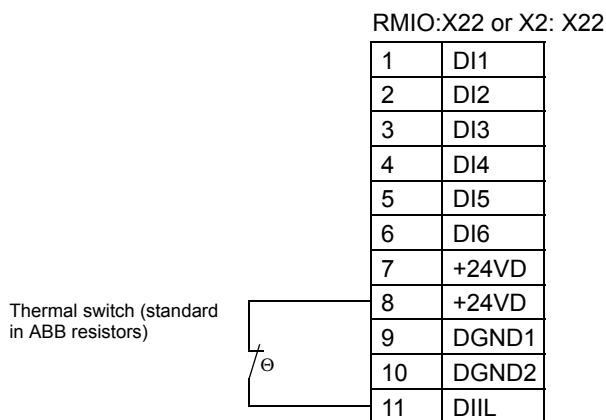 RMIO:X22 or X2: X22
1 DI1
2 DI2
3 DI3
4 DI4
5 DI5
6 DI6
7 +24VD
8 +24VD
9 DGND1
10 DGND2
11 DIIL
Thermal switch (standard
in ABB resistors)
Θ